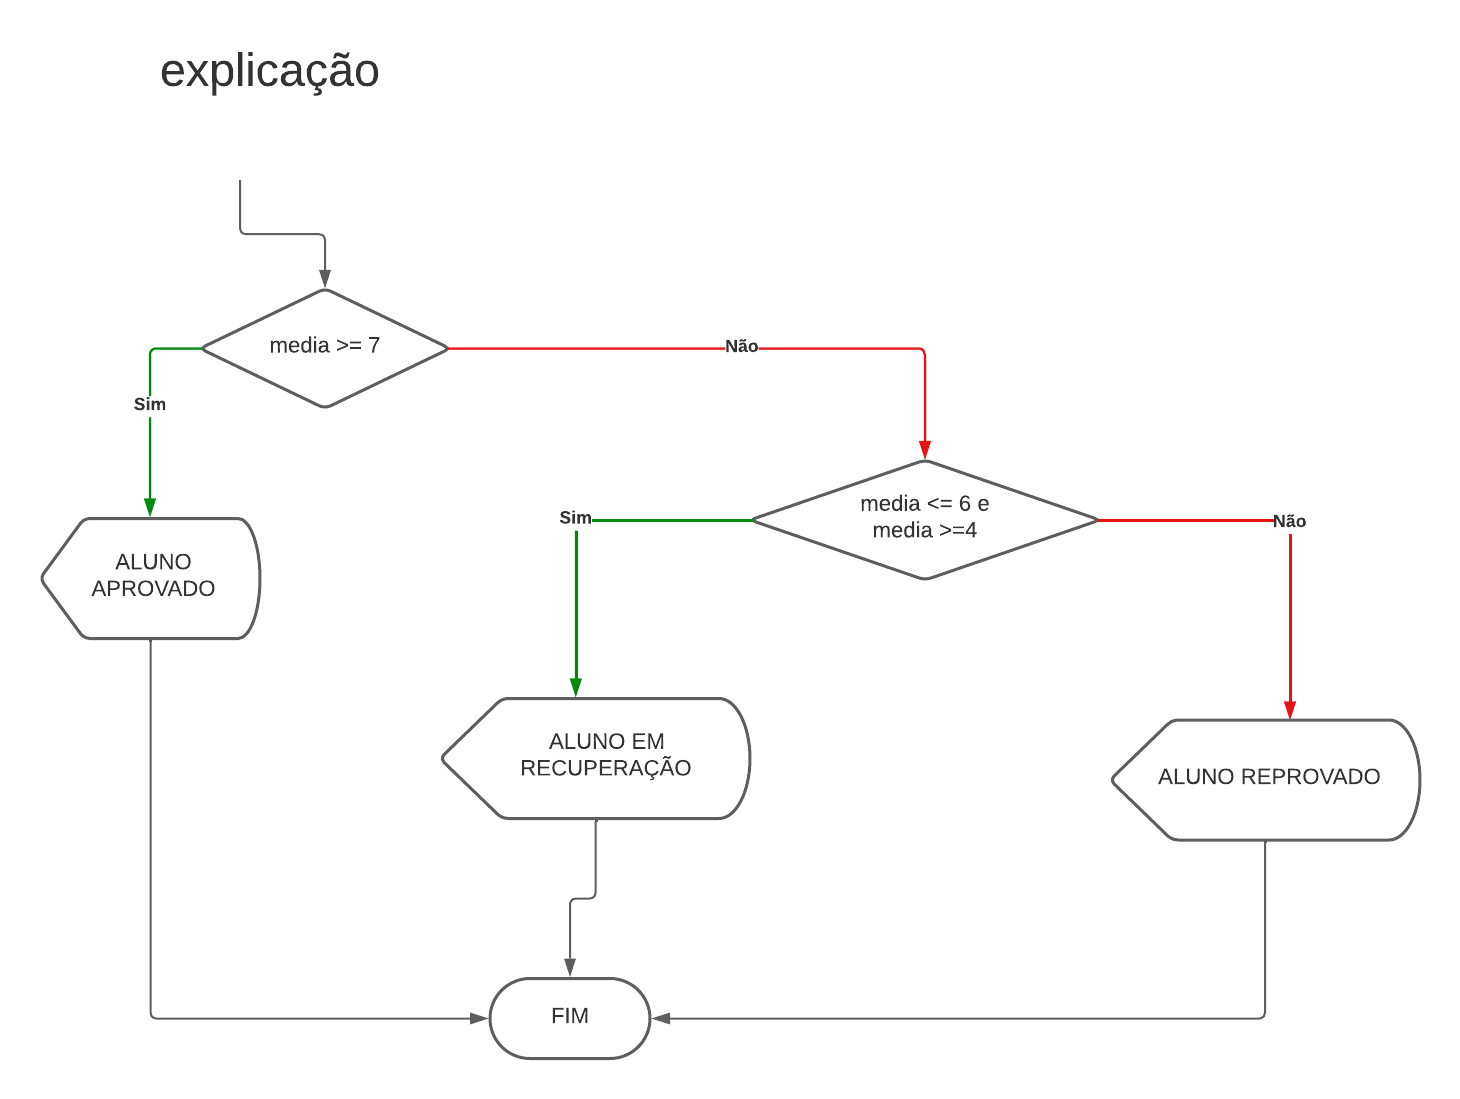 explicação
media >= 7
Não
Sim
media <= 6 e
media >=4
Sim
Não
ALUNO
APROVADO
ALUNO EM
RECUPERAÇÃO
ALUNO REPROVADO
FIM